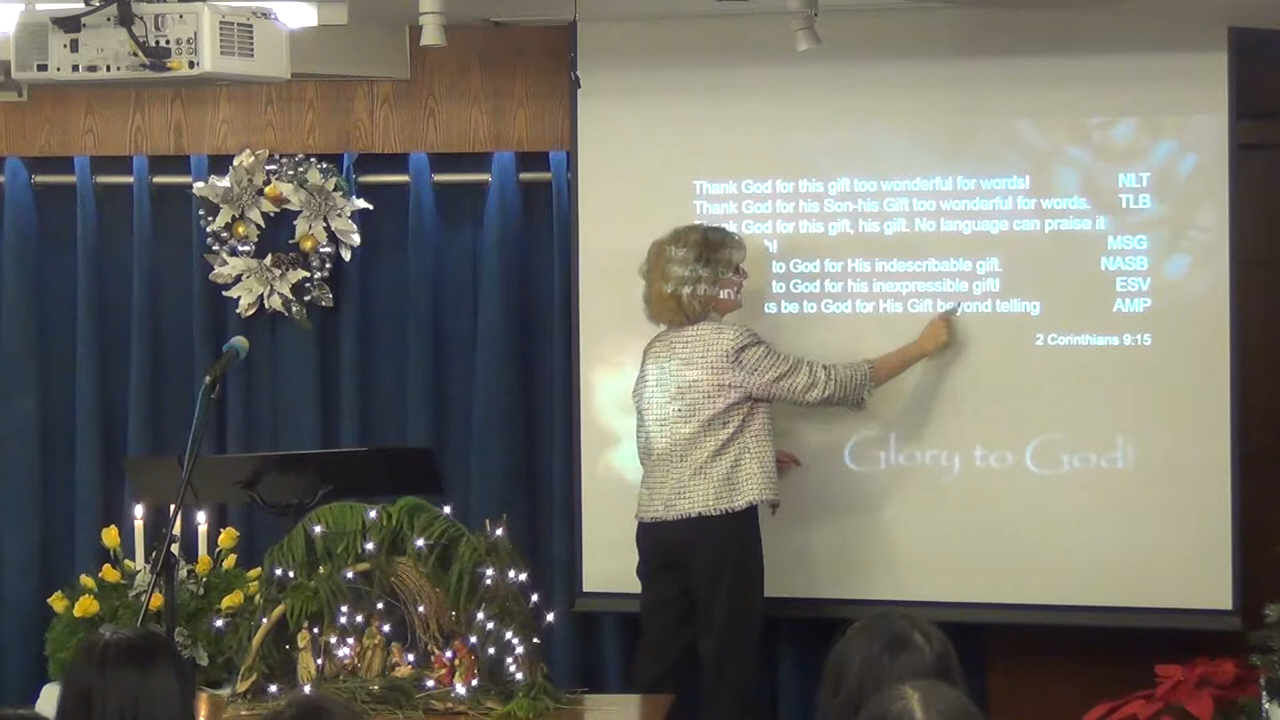 Thank God for this gift too wonderful for words! NLT
Thank God for his Son-his Gift too wonderful for words. TLB
God for this gift, his gift. No language can praise it
MSG
to God for His indescribable gift. NASB
to God for his inexpressible gift! ESV
be to God for His Gift beyond telling AMP
2 Corinthians 9:15
Glory to God!